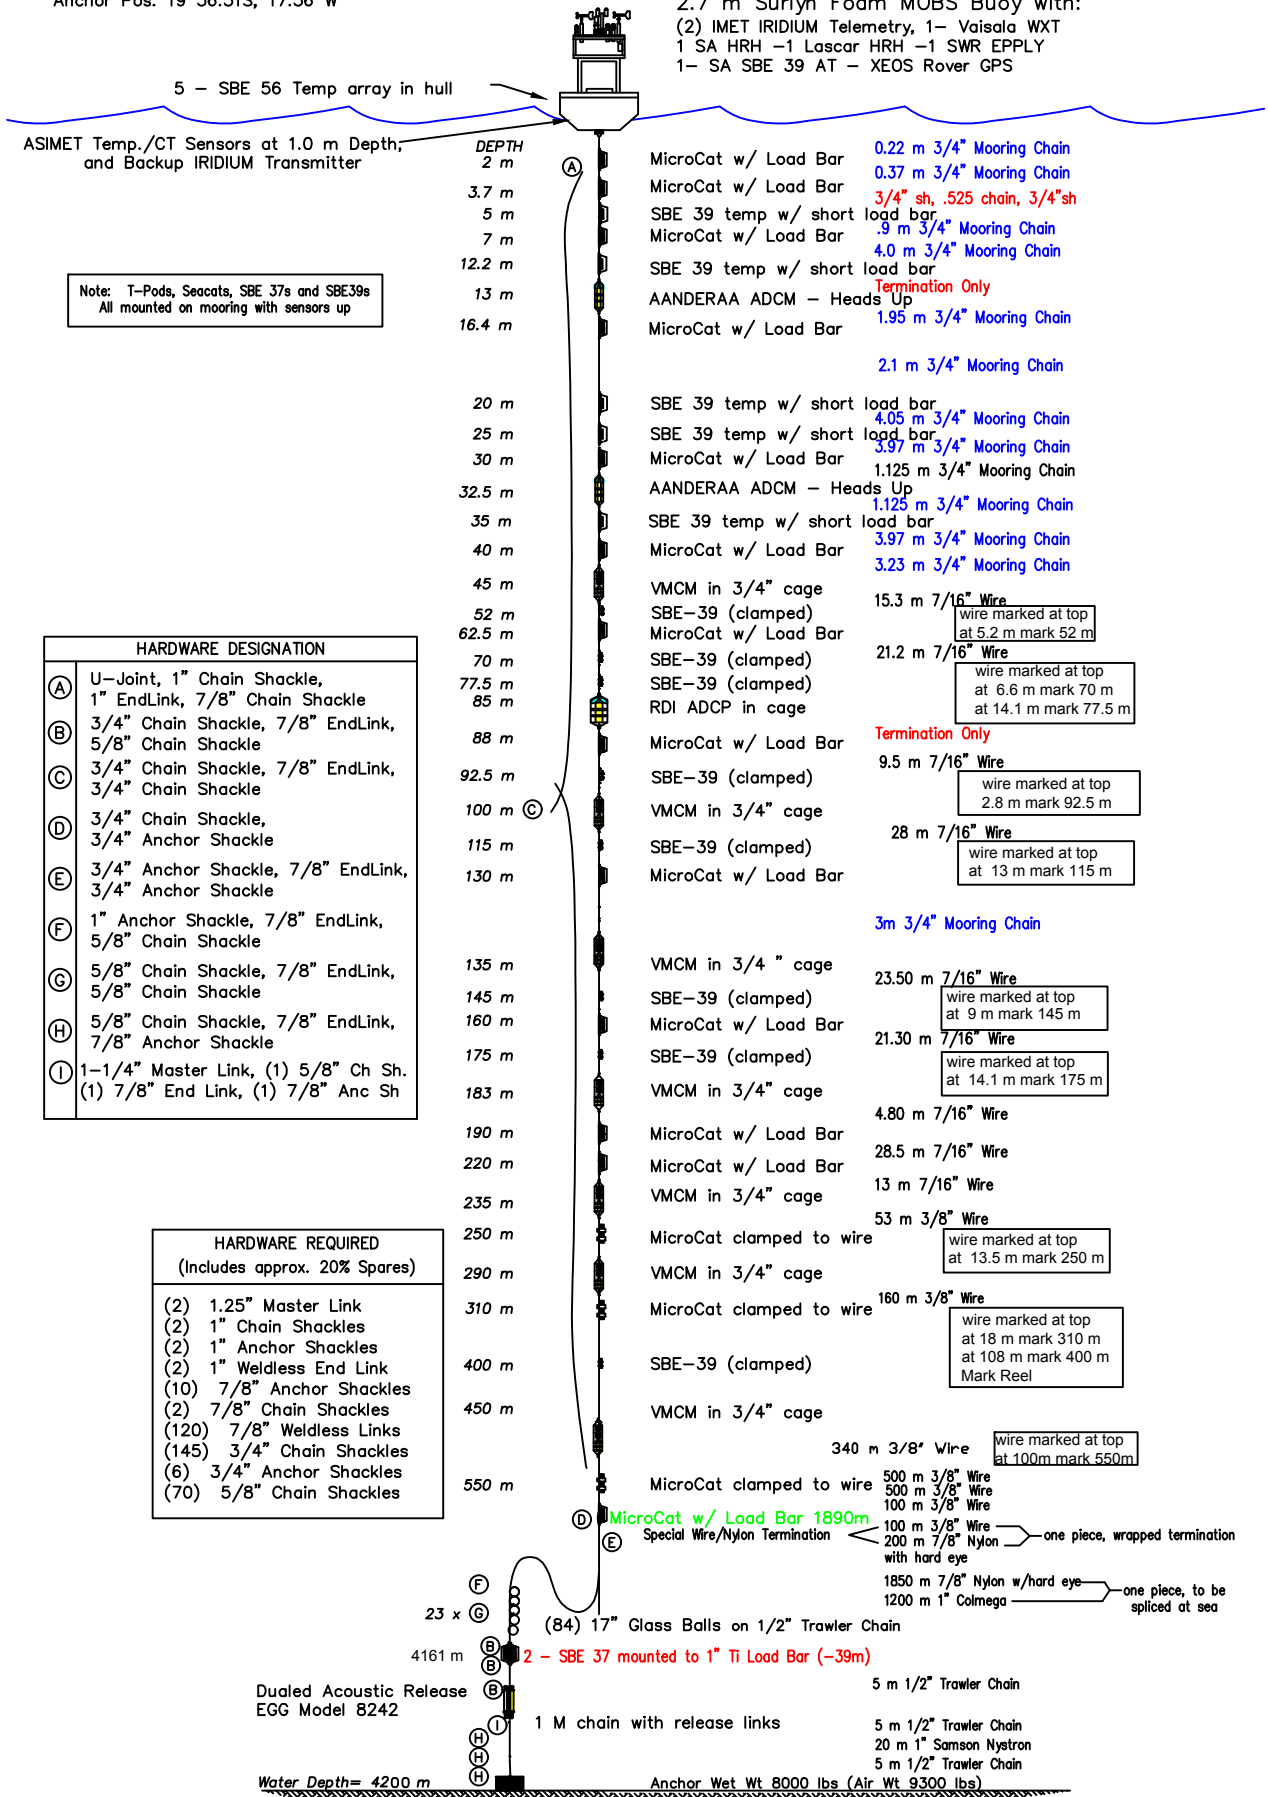 Anchor Pos. 19 36.51S, 17.36 W
2.7 m Surlyn Foam MOBS Buoy with:
(2) IMET IRIDIUM Telemetry, 1- Vaisala WXT
1 SA HRH -1 Lascar HRH -1 SWR EPPLY
1- SA SBE 39 AT - XEOS Rover GPS
5 - SBE 56 Temp array in hull
ASIMET Temp./CT Sensors at 1.0 m Depth,
and Backup IRIDIUM Transmitter
DEPTH
2 m
A
MicroCat w/ Load Bar
0.22 m 3/4" Mooring Chain
0.37 m 3/4" Mooring Chain
3.7 m
MicroCat w/ Load Bar
3/4" sh, .525 chain, 3/4"sh
5 m
SBE 39 temp w/ short load bar
7 m
MicroCat w/ Load Bar
.9 m 3/4" Mooring Chain
4.0 m 3/4" Mooring Chain
12.2 m
SBE 39 temp w/ short load bar
Note: T-Pods, Seacats, SBE 37s and SBE39s
All mounted on mooring with sensors up
Termination Only
13 m
AANDERAA ADCM - Heads Up
16.4 m
MicroCat w/ Load Bar
1.95 m 3/4" Mooring Chain
2.1 m 3/4" Mooring Chain
20 m
SBE 39 temp w/ short load bar
4.05 m 3/4" Mooring Chain
25 m
SBE 39 temp w/ short load bar
3.97 m 3/4" Mooring Chain
30 m
MicroCat w/ Load Bar
1.125 m 3/4" Mooring Chain
32.5 m
AANDERAA ADCM - Heads Up
1.125 m 3/4" Mooring Chain
35 m
SBE 39 temp w/ short load bar
3.97 m 3/4" Mooring Chain
40 m
MicroCat w/ Load Bar
3.23 m 3/4" Mooring Chain
45 m
VMCM in 3/4" cage
15.3 m 7/16" Wire
52 m
SBE-39 (clamped)
wire marked at top
at 5.2 m mark 52 m
62.5 m
MicroCat w/ Load Bar
21.2 m 7/16" Wire
70 m
SBE-39 (clamped)
wire marked at top
at 6.6 m mark 70 m
at 14.1 m mark 77.5 m
77.5 m
SBE-39 (clamped)
85 m
RDI ADCP in cage
Termination Only
88 m
MicroCat w/ Load Bar
9.5 m 7/16" Wire
92.5 m
SBE-39 (clamped)
wire marked at top
2.8 m mark 92.5 m
100 m
C
VMCM in 3/4" cage
28 m 7/16" Wire
115 m
SBE-39 (clamped)
wire marked at top
at 13 m mark 115 m
130 m
MicroCat w/ Load Bar
3m 3/4" Mooring Chain
135 m
VMCM in 3/4 " cage
23.50 m 7/16" Wire
145 m
SBE-39 (clamped)
wire marked at top
at 9 m mark 145 m
160 m
MicroCat w/ Load Bar
21.30 m 7/16" Wire
175 m
SBE-39 (clamped)
wire marked at top
at 14.1 m mark 175 m
183 m
VMCM in 3/4" cage
4.80 m 7/16" Wire
190 m
MicroCat w/ Load Bar
28.5 m 7/16" Wire
220 m
MicroCat w/ Load Bar
13 m 7/16" Wire
235 m
VMCM in 3/4" cage
53 m 3/8" Wire
250 m
MicroCat clamped to wire
wire marked at top
at 13.5 m mark 250 m
290 m
VMCM in 3/4" cage
160 m 3/8" Wire
310 m
MicroCat clamped to wire
wire marked at top
at 18 m mark 310 m
at 108 m mark 400 m
Mark Reel
400 m
SBE-39 (clamped)
450 m
VMCM in 3/4" cage
340 m 3/8" Wire
wire marked at top
at 100m mark 550m
550 m
MicroCat clamped to wire
500 m 3/8" Wire
500 m 3/8" Wire
100 m 3/8" Wire
D
MicroCat w/ Load Bar 1890m
E
Special Wire/Nylon Termination
100 m 3/8" Wire
200 m 7/8" Nylon
with hard eye
one piece, wrapped termination
1850 m 7/8" Nylon w/hard eye
1200 m 1" Colmega
one piece, to be
spliced at sea
HARDWARE DESIGNATION
A
U-Joint, 1" Chain Shackle,
1" EndLink, 7/8" Chain Shackle
B
3/4" Chain Shackle, 7/8" EndLink,
5/8" Chain Shackle
C
3/4" Chain Shackle, 7/8" EndLink,
3/4" Chain Shackle
D
3/4" Chain Shackle,
3/4" Anchor Shackle
E
3/4" Anchor Shackle, 7/8" EndLink,
3/4" Anchor Shackle
F
1" Anchor Shackle, 7/8" EndLink,
5/8" Chain Shackle
G
5/8" Chain Shackle, 7/8" EndLink,
5/8" Chain Shackle
H
5/8" Chain Shackle, 7/8" EndLink,
7/8" Anchor Shackle
I
1-1/4" Master Link, (1) 5/8" Ch Sh.
(1) 7/8" End Link, (1) 7/8" Anc Sh
HARDWARE REQUIRED
(Includes approx. 20% Spares)
(2) 1.25" Master Link
(2) 1" Chain Shackles
(2) 1" Anchor Shackles
(2) 1" Weldless End Link
(10) 7/8" Anchor Shackles
(2) 7/8" Chain Shackles
(120) 7/8" Weldless Links
(145) 3/4" Chain Shackles
(6) 3/4" Anchor Shackles
(70) 5/8" Chain Shackles
F
23 x G
(84) 17" Glass Balls on 1/2" Trawler Chain
4161 m
B
B
2 - SBE 37 mounted to 1" Ti Load Bar (-39m)
5 m 1/2" Trawler Chain
Dualed Acoustic Release
EGG Model 8242
B
I
1 M chain with release links
5 m 1/2" Trawler Chain
20 m 1" Samson Nystron
5 m 1/2" Trawler Chain
H
H
H
Water Depth= 4200 m
Anchor Wet Wt 8000 lbs (Air Wt 9300 lbs)